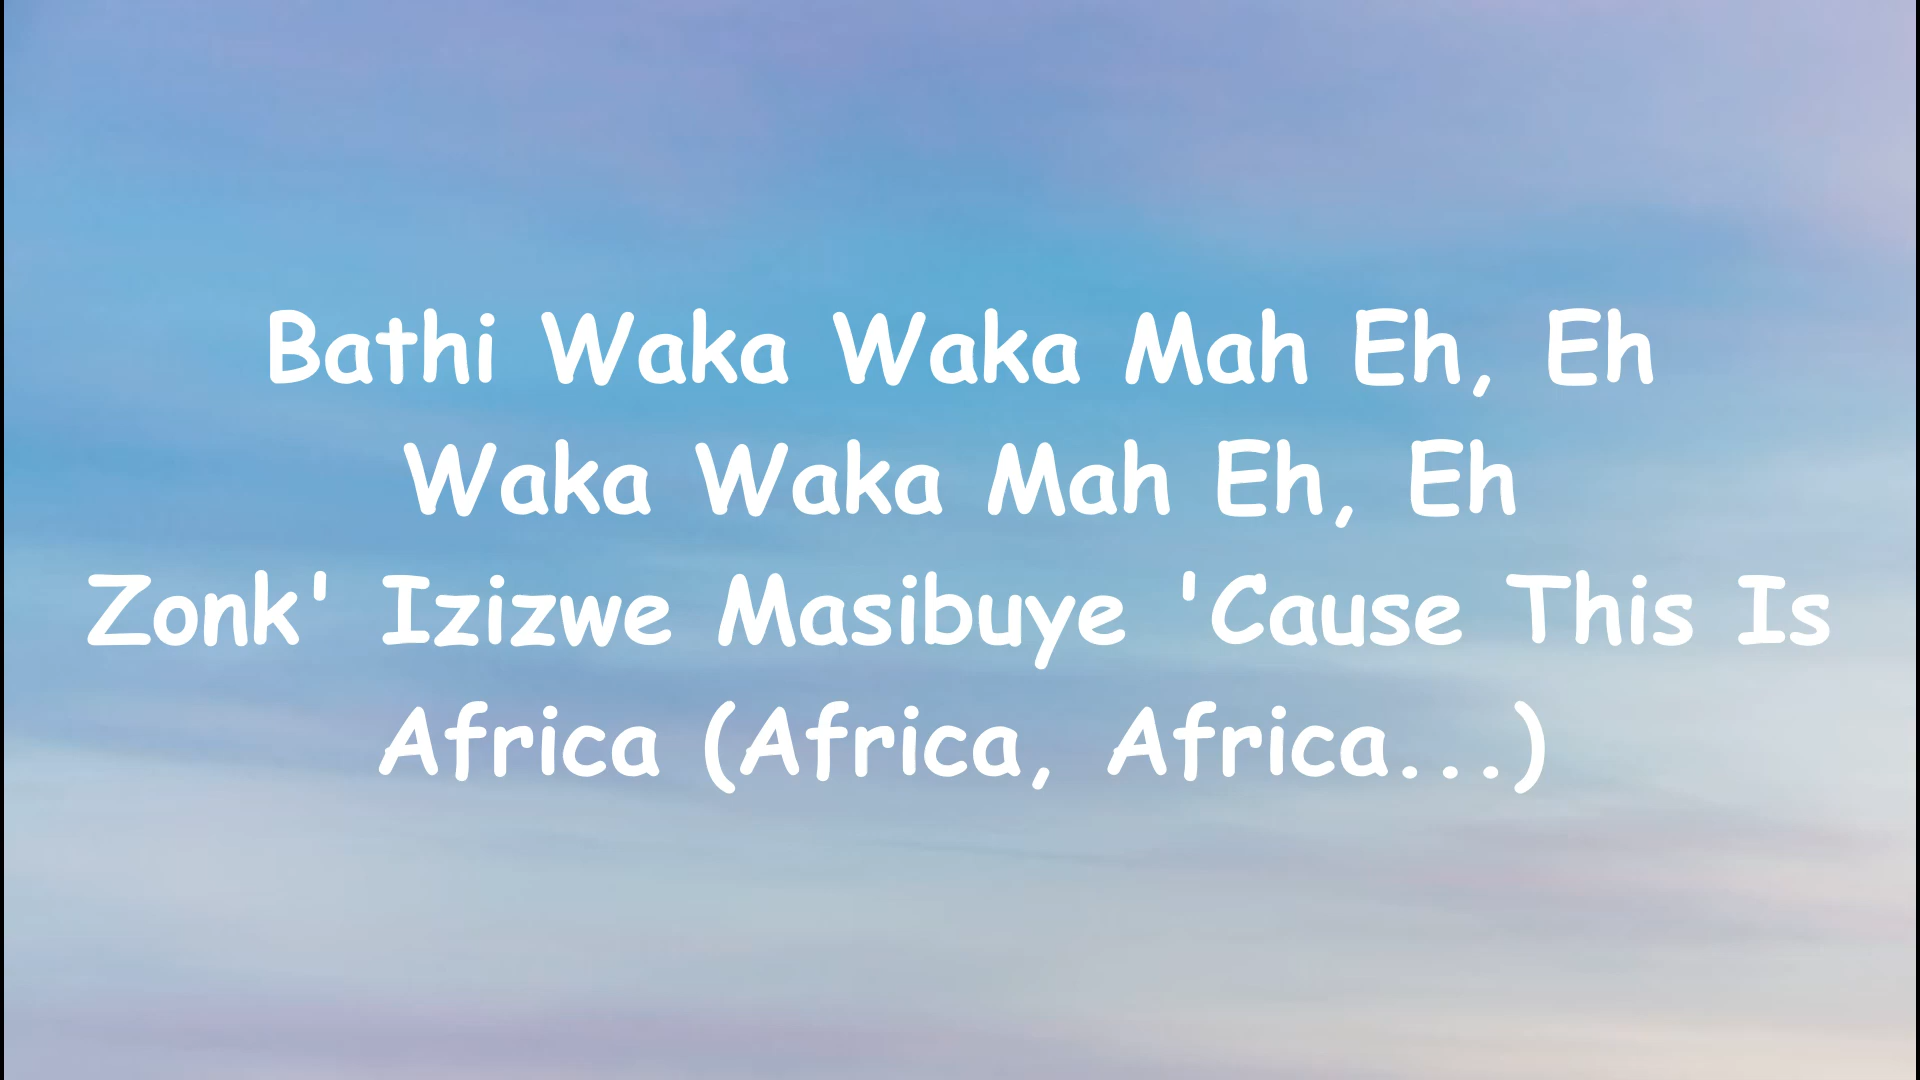 Bathi Waka Waka Mah Eh, Eh
Waka Waka Mah Eh, Eh
Zonk' Izizwe Masibuye 'Cause This Is
Africa (Africa, Africa...)